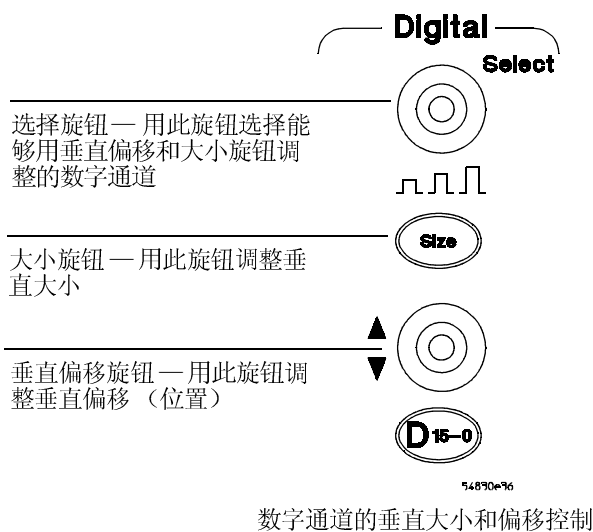 Digital
Select
选择旋钮 — 用此旋钮选择能
够用垂直偏移和大小旋钮调
整的数字通道
Size
大小旋钮 — 用此旋钮调整垂
直大小
垂直偏移旋钮 — 用此旋钮调
整垂直偏移 （位置）
D 15-0
54830e36
数字通道的垂直大小和偏移控制